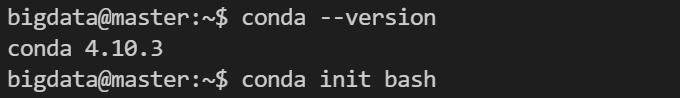 bigdata@master:~$ conda --version
conda 4.10.3
bigdata@master:~$ conda init bash